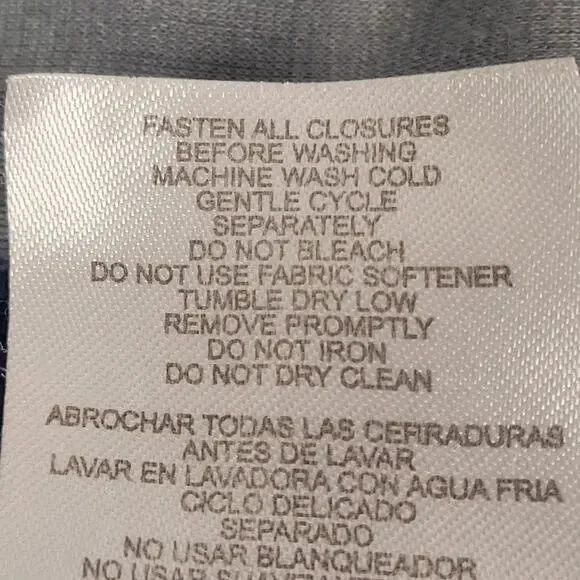 FASTEN ALL CLOSURES
BEFORE WASHING
MACHINE WASH COLD
GENTLE CYCLE
SEPARATELY
DO NOT BLEACH
DO NOT USE FABRIC SOFTENER
TUMBLE DRY LOW
REMOVE PROMPTLY
DO NOT IRON
DO NOT DRY CLEAN
ABROCHAR TODAS LAS CERRADURAS
ANTES DE LAVAR
LAVAR EN LAVADORA CON AGUA FRIA
CICLO DELICADO
SEPARADO
NO USAR BLANQUEADOR
NO USAR